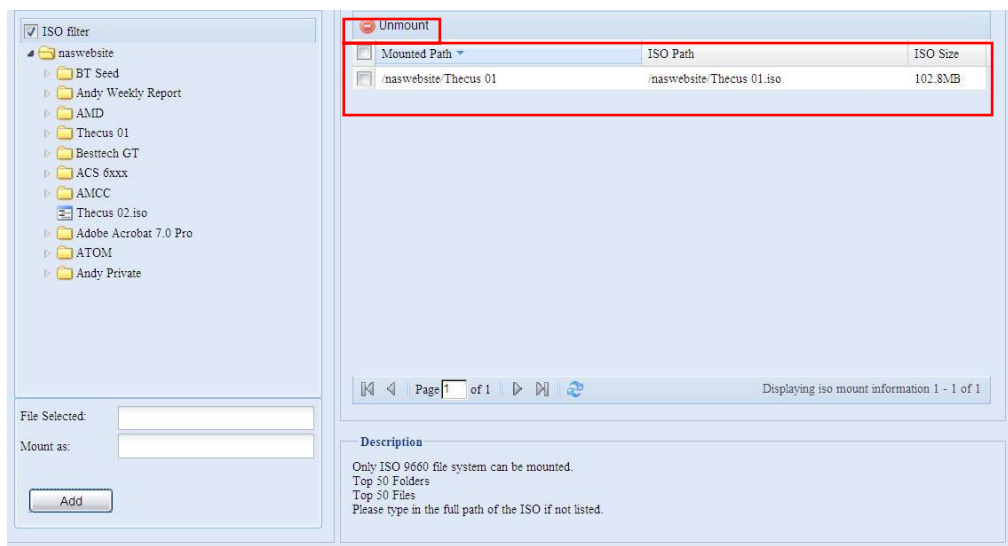 ISO filter
naswebsite
BT Seed
Andy Weekly Report
AMD
Thecus 01
Besttech GT
ACS 6xxx
AMCC
Thecus 02.iso
Adobe Acrobat 7.0 Pro
ATOM
Andy Private
File Selected:
Mount as:
Add
Unmount
Mounted Path ISO Path ISO Size
/naswebsite/Thecus 01 /naswebsite/Thecus 01.iso 102.8MB
Page 1 of 1 Displaying iso mount information 1 - 1 of 1
Description
Only ISO 9660 file system can be mounted.
Top 50 Folders
Top 50 Files
Please type in the full path of the ISO if not listed.